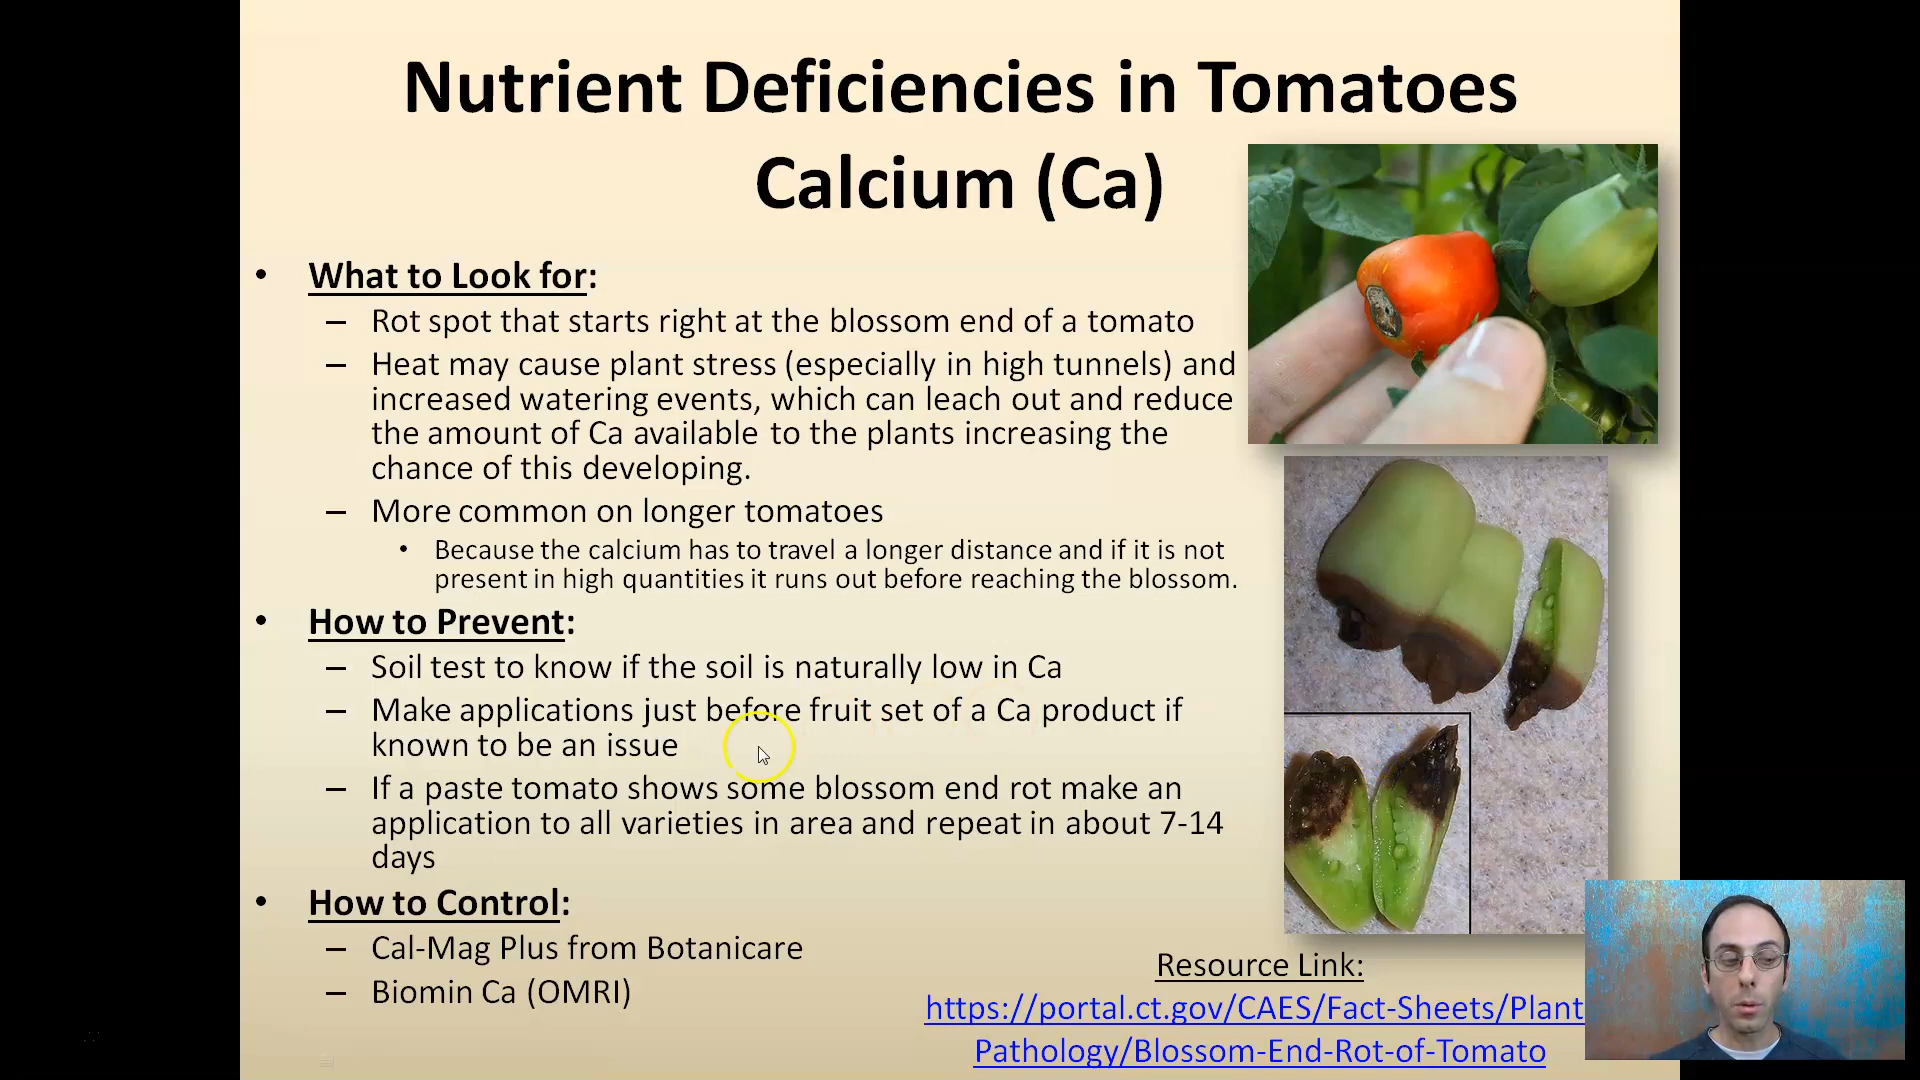 Nutrient Deficiencies in Tomatoes
Calcium (Ca)
• What to Look for:
– Rot spot that starts right at the blossom end of a tomato
– Heat may cause plant stress (especially in high tunnels) and
increased watering events, which can leach out and reduce
the amount of Ca available to the plants increasing the
chance of this developing.
– More common on longer tomatoes
• Because the calcium has to travel a longer distance and if it is not
present in high quantities it runs out before reaching the blossom.
• How to Prevent:
– Soil test to know if the soil is naturally low in Ca
– Make applications just before fruit set of a Ca product if
known to be an issue
– If a paste tomato shows some blossom end rot make an
application to all varieties in area and repeat in about 7-14
days
• How to Control:
– Cal-Mag Plus from Botanicare
– Biomin Ca (OMRI)
Resource Link:
https://portal.ct.gov/CAES/Fact-Sheets/Plant
Pathology/Blossom-End-Rot-of-Tomato